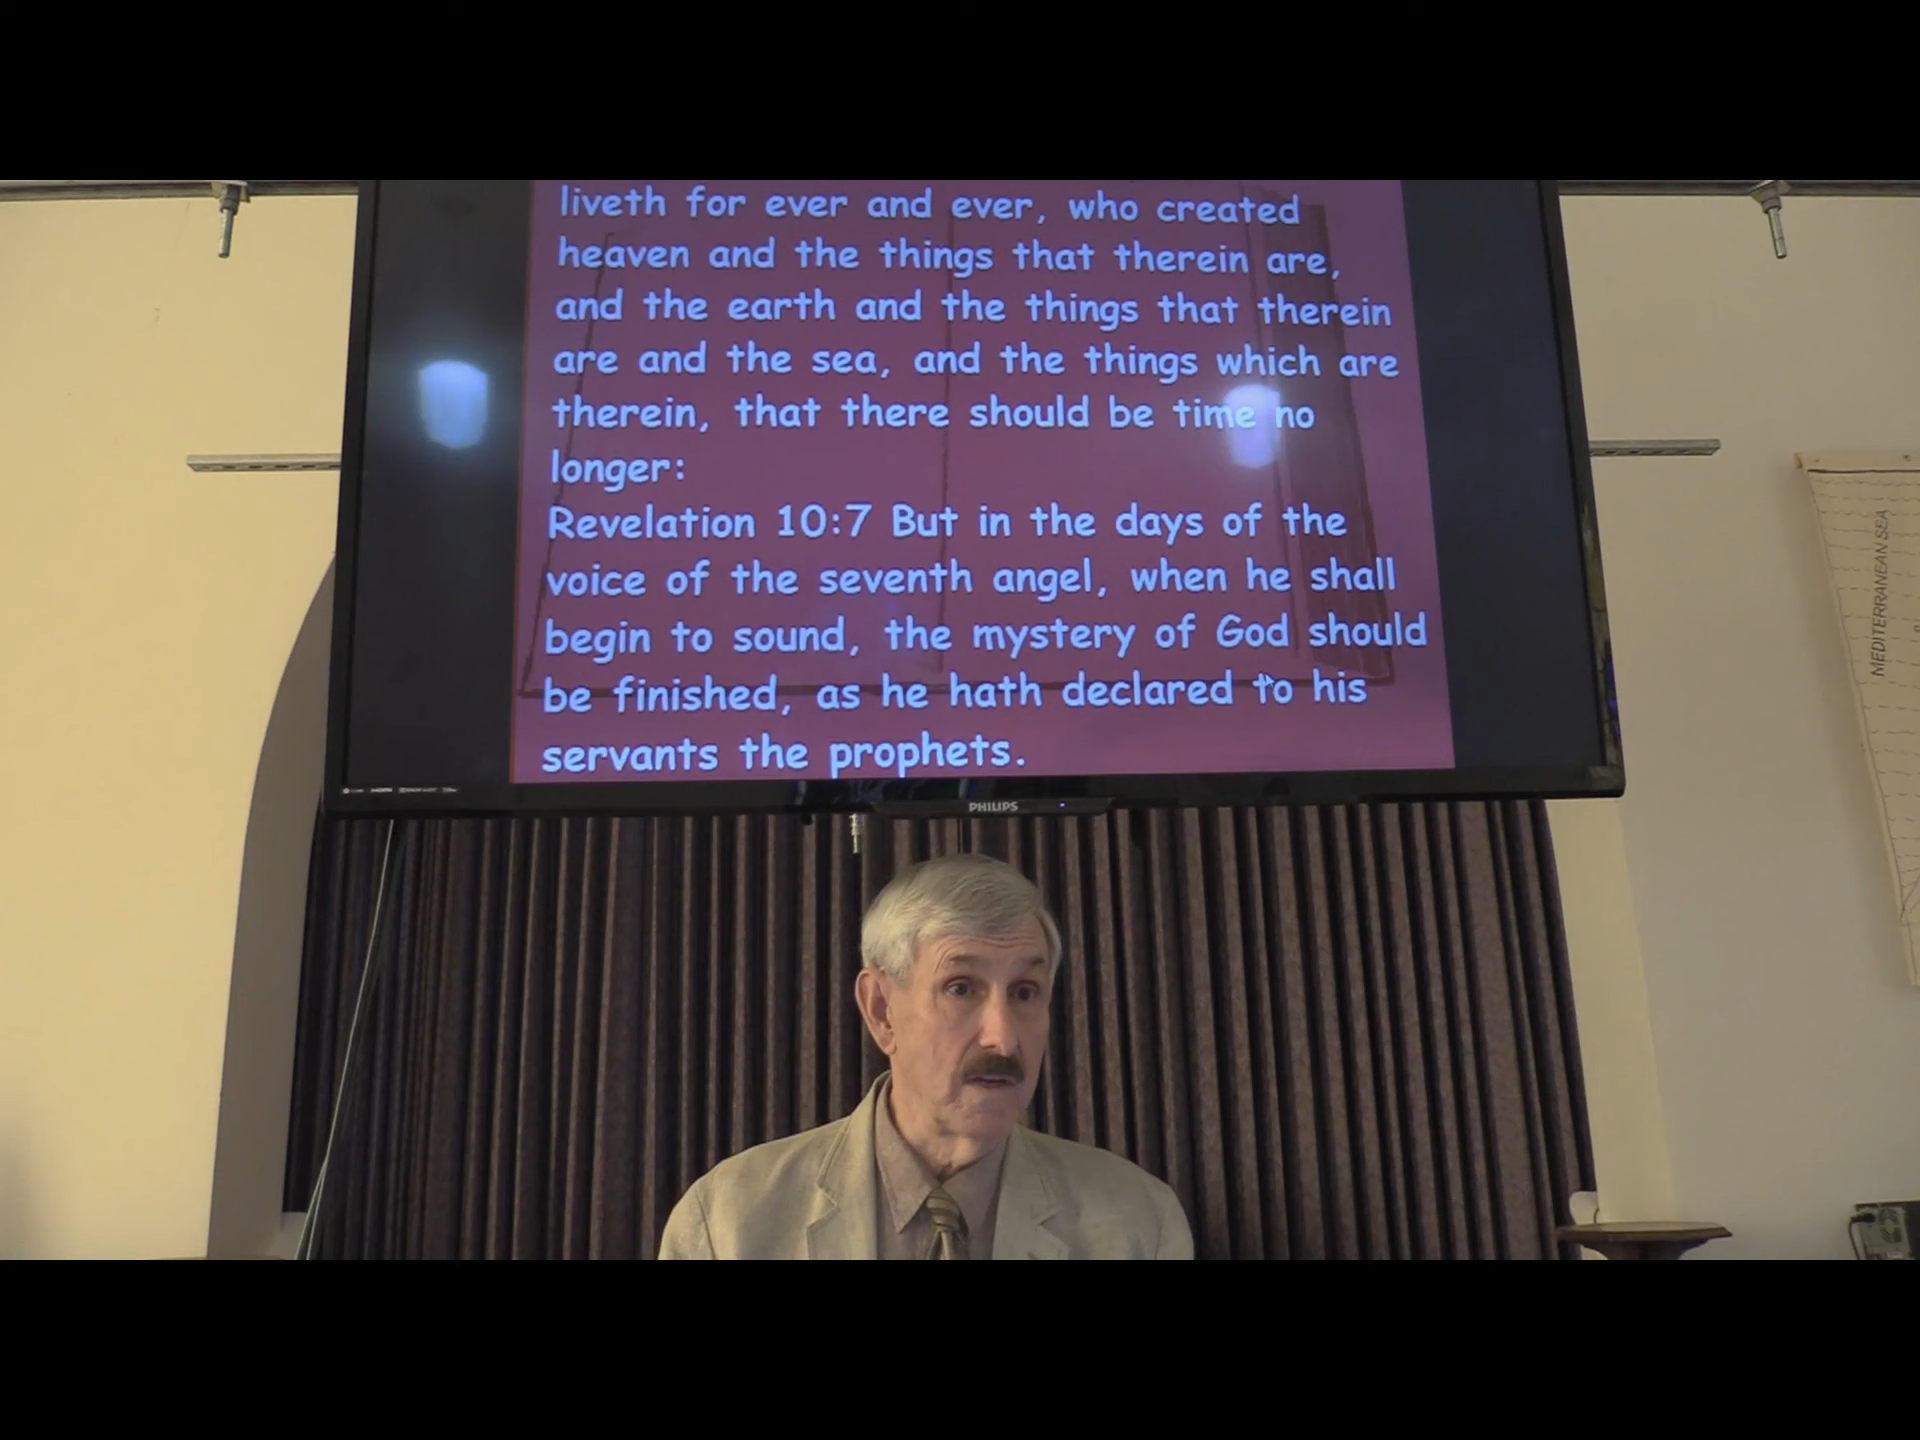 liveth for ever and ever, who created
heaven and the things that therein are,
and the earth and the things that therein
are and the sea, and the things which are
therein, that there should be time no
longer:
Revelation 10:7 But in the days of the
voice of the seventh angel, when he shall
begin to sound, the mystery of God should
be finished, as he hath declared to his
servants the prophets.
PHILIPS
MEDITERRANEAN SEA